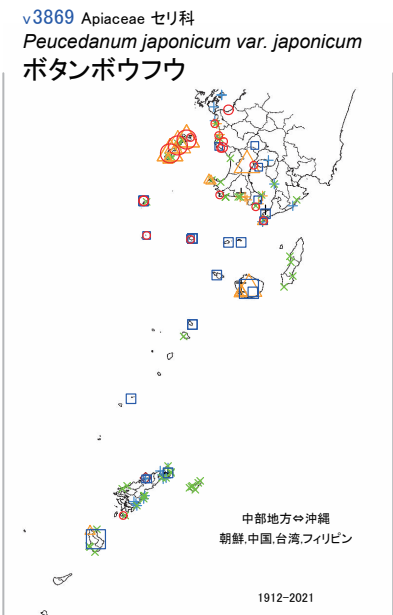 v3869 Apiaceae セリ科
Peucedanum japonicum var. japonicum
ボタンボウフウ
中部地方⇔沖縄
朝鮮,中国,台湾,フィリピン
1912-2021